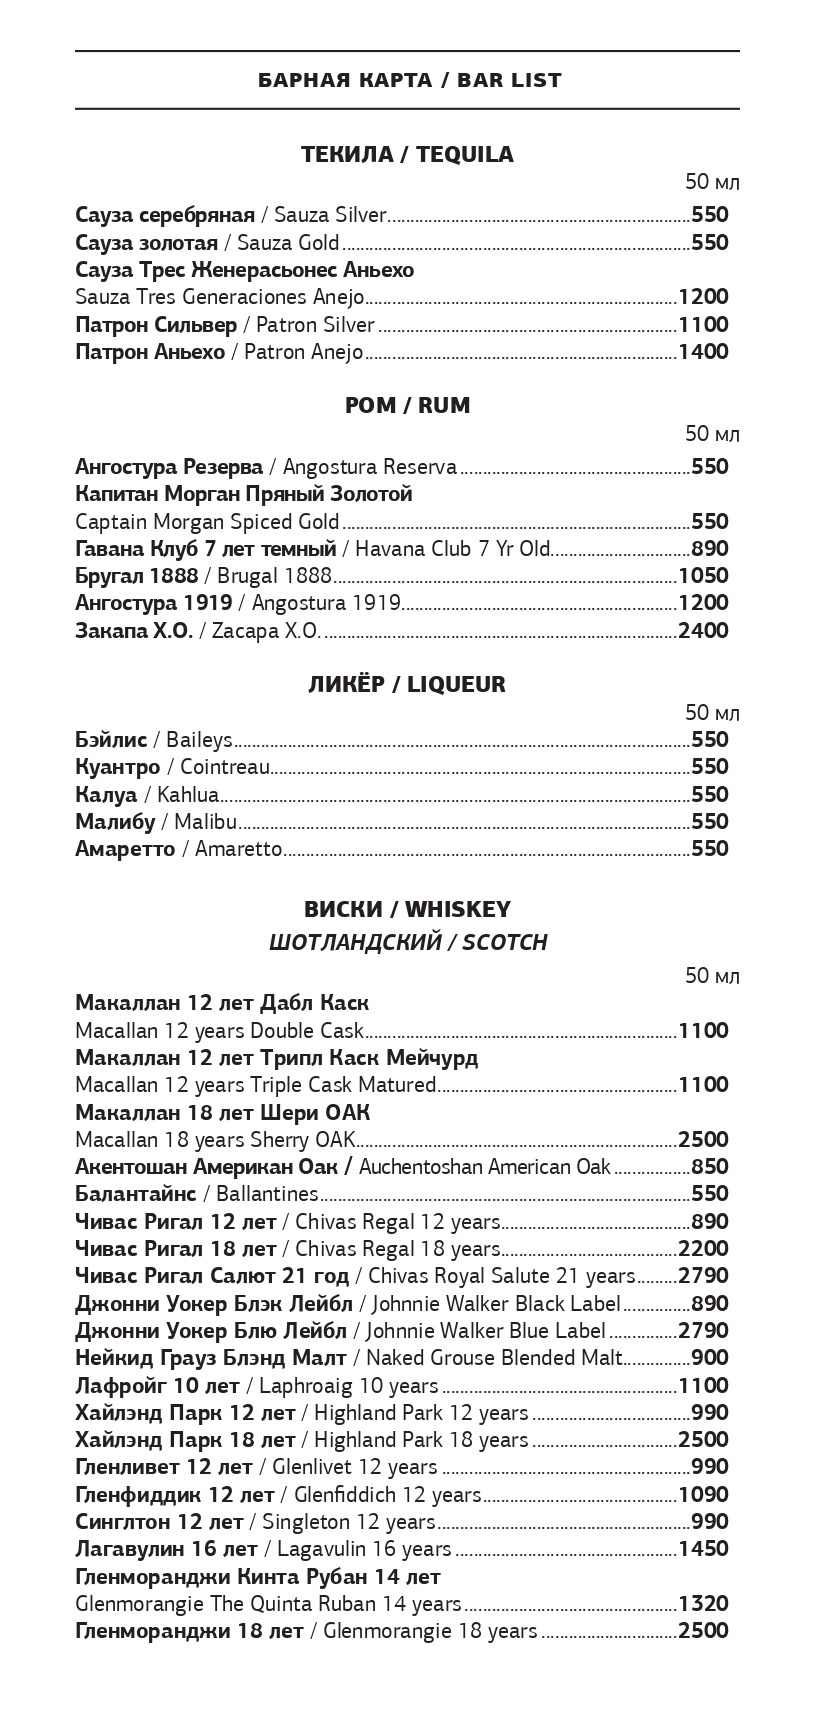 БАРНАЯ КАРТА / BAR LIST
ТЕКИЛА / TEQUILA
50 мл
Сауза серебряная / Sauza Silver 550
Сауза золотая / Sauza Gold 550
Сауза Трес Женерасьонес Аньехо
Sauza Tres Generaciones Anejo 1200
Патрон Сильвер / Patron Silver 1100
Патрон Аньехо / Patron Anejo 1400
РОМ / RUM
50 мл
Ангостура Резерва / Angostura Reserva 550
Капитан Морган Пряный Золотой
Captain Morgan Spiced Gold 550
Гавана Клуб 7 лет темный / Havana Club 7 Yr Old 890
Бругал 1888 / Brugal 1888 1050
Ангостура 1919 / Angostura 1919 1200
Закапа X.O. / Zacapa X.O. 2400
ЛИКЁР / LIQUEUR
50 мл
Бэйлис / Baileys 550
Куантро / Cointreau 550
Калуа / Kahlua 550
Малибу / Malibu 550
Амаретто / Amaretto 550
ВИСКИ / WHISKEY
ШОТЛАНДСКИЙ / SCOTCH
50 мл
Макаллан 12 лет Дабл Каск
Macallan 12 years Double Cask 1100
Макаллан 12 лет Трипл Каск Мейчурд
Macallan 12 years Triple Cask Matured 1100
Макаллан 18 лет Шери ОАК
Macallan 18 years Sherry OAK 2500
Акентошан Американ Оак / Auchentoshan American Oak 850
Балантайнс / Ballantines 550
Чивас Ригал 12 лет / Chivas Regal 12 years 890
Чивас Ригал 18 лет / Chivas Regal 18 years 2200
Чивас Ригал Салют 21 год / Chivas Royal Salute 21 years 2790
Джонни Уокер Блэк Лейбл / Johnnie Walker Black Label 890
Джонни Уокер Блю Лейбл / Johnnie Walker Blue Label 2790
Нейкид Грауз Блэнд Малт / Naked Grouse Blended Malt 900
Лафройг 10 лет / Laphroaig 10 years 1100
Хайлэнд Парк 12 лет / Highland Park 12 years 990
Хайлэнд Парк 18 лет / Highland Park 18 years 2500
Гленливет 12 лет / Glenlivet 12 years 990
Гленфиддик 12 лет / Glenfiddich 12 years 1090
Синглтон 12 лет / Singleton 12 years 990
Лагавулин 16 лет / Lagavulin 16 years 1450
Гленморанджи Кинта Рубан 14 лет
Glenmorangie The Quinta Ruban 14 years 1320
Гленморанджи 18 лет / Glenmorangie 18 years 2500